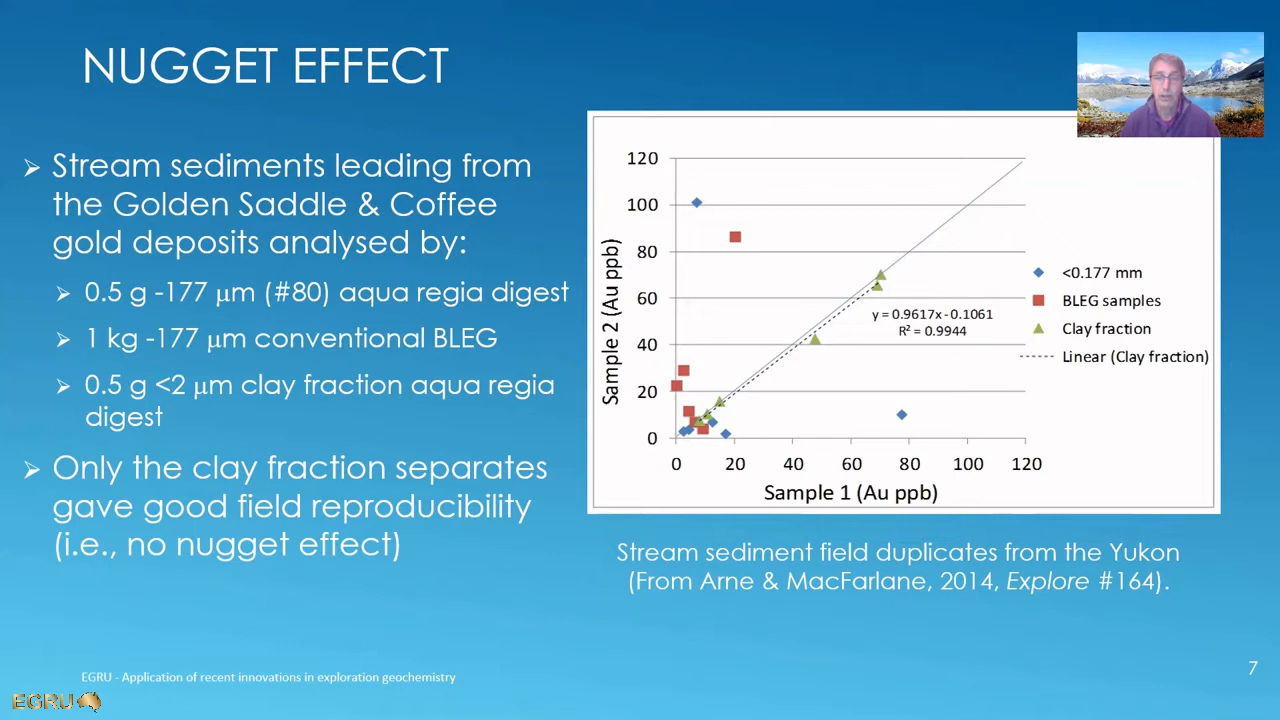 NUGGET EFFECT
➢ Stream sediments leading from
the Golden Saddle & Coffee
gold deposits analysed by:
➢ 0.5 g -177 μm (#80) aqua regia digest
➢ 1 kg -177 μm conventional BLEG
➢ 0.5 g <2 μm clay fraction aqua regia
digest
➢ Only the clay fraction separates
gave good field reproducibility
(i.e., no nugget effect)
Sample 2 (Au ppb)
120
100
80
60
40
20
0
0 20 40 60 80 100 120
Sample 1 (Au ppb)
y = 0.9617x - 0.1061
R² = 0.9944
<0.177 mm
BLEG samples
Clay fraction
Linear (Clay fraction)
Stream sediment field duplicates from the Yukon
(From Arne & MacFarlane, 2014, Explore #164).
EGRU - Application of recent innovations in exploration geochemistry
7
EGRU